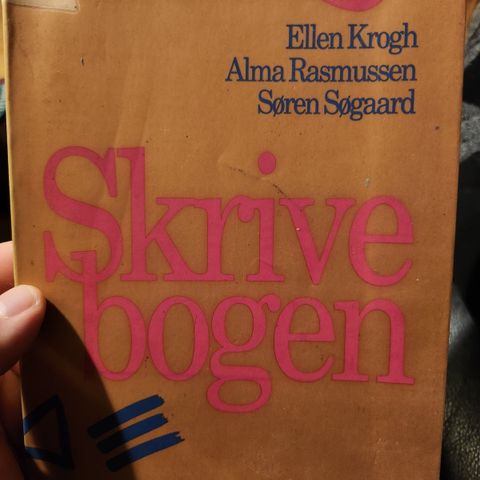 Ellen Krogh
Alma Rasmussen
Søren Søgaard
Skrive
bogen